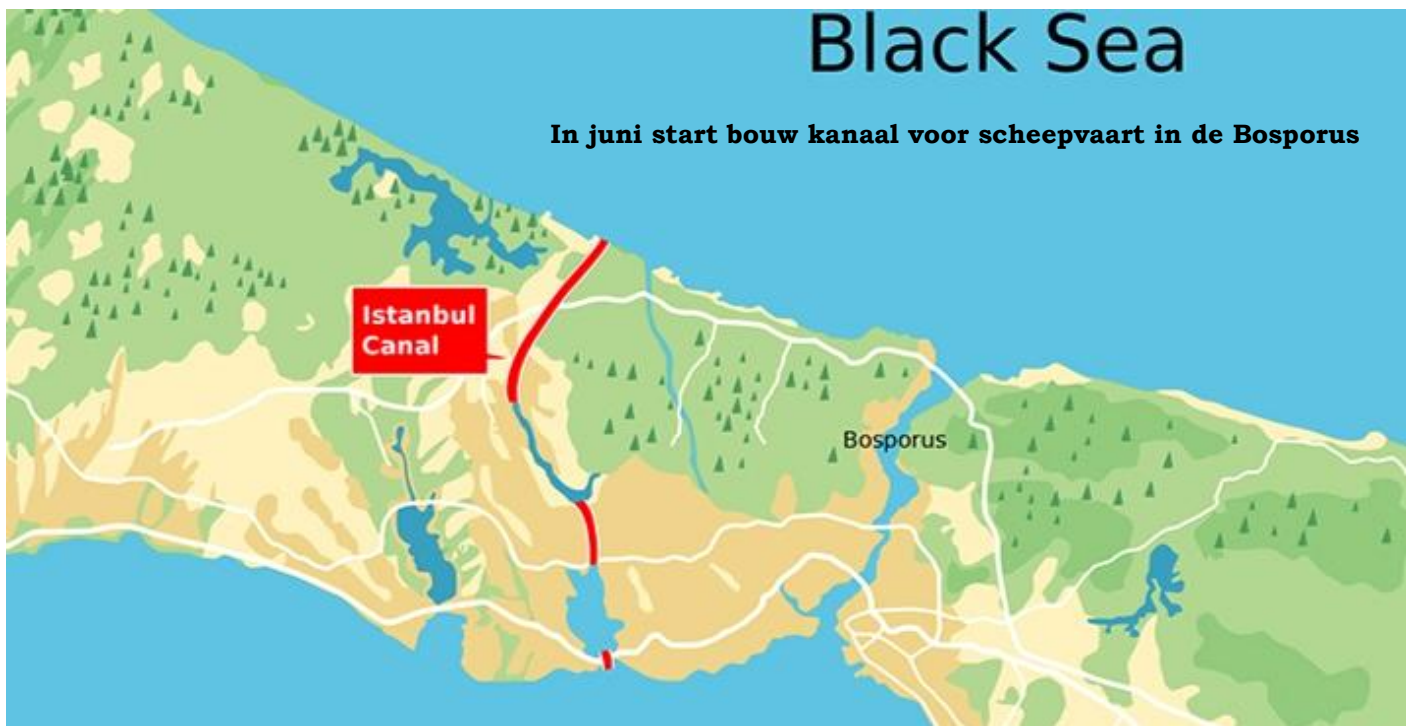 Black Sea
In juni start bouw kanaal voor scheepvaart in de Bosporus
Istanbul
Canal
Bosporus